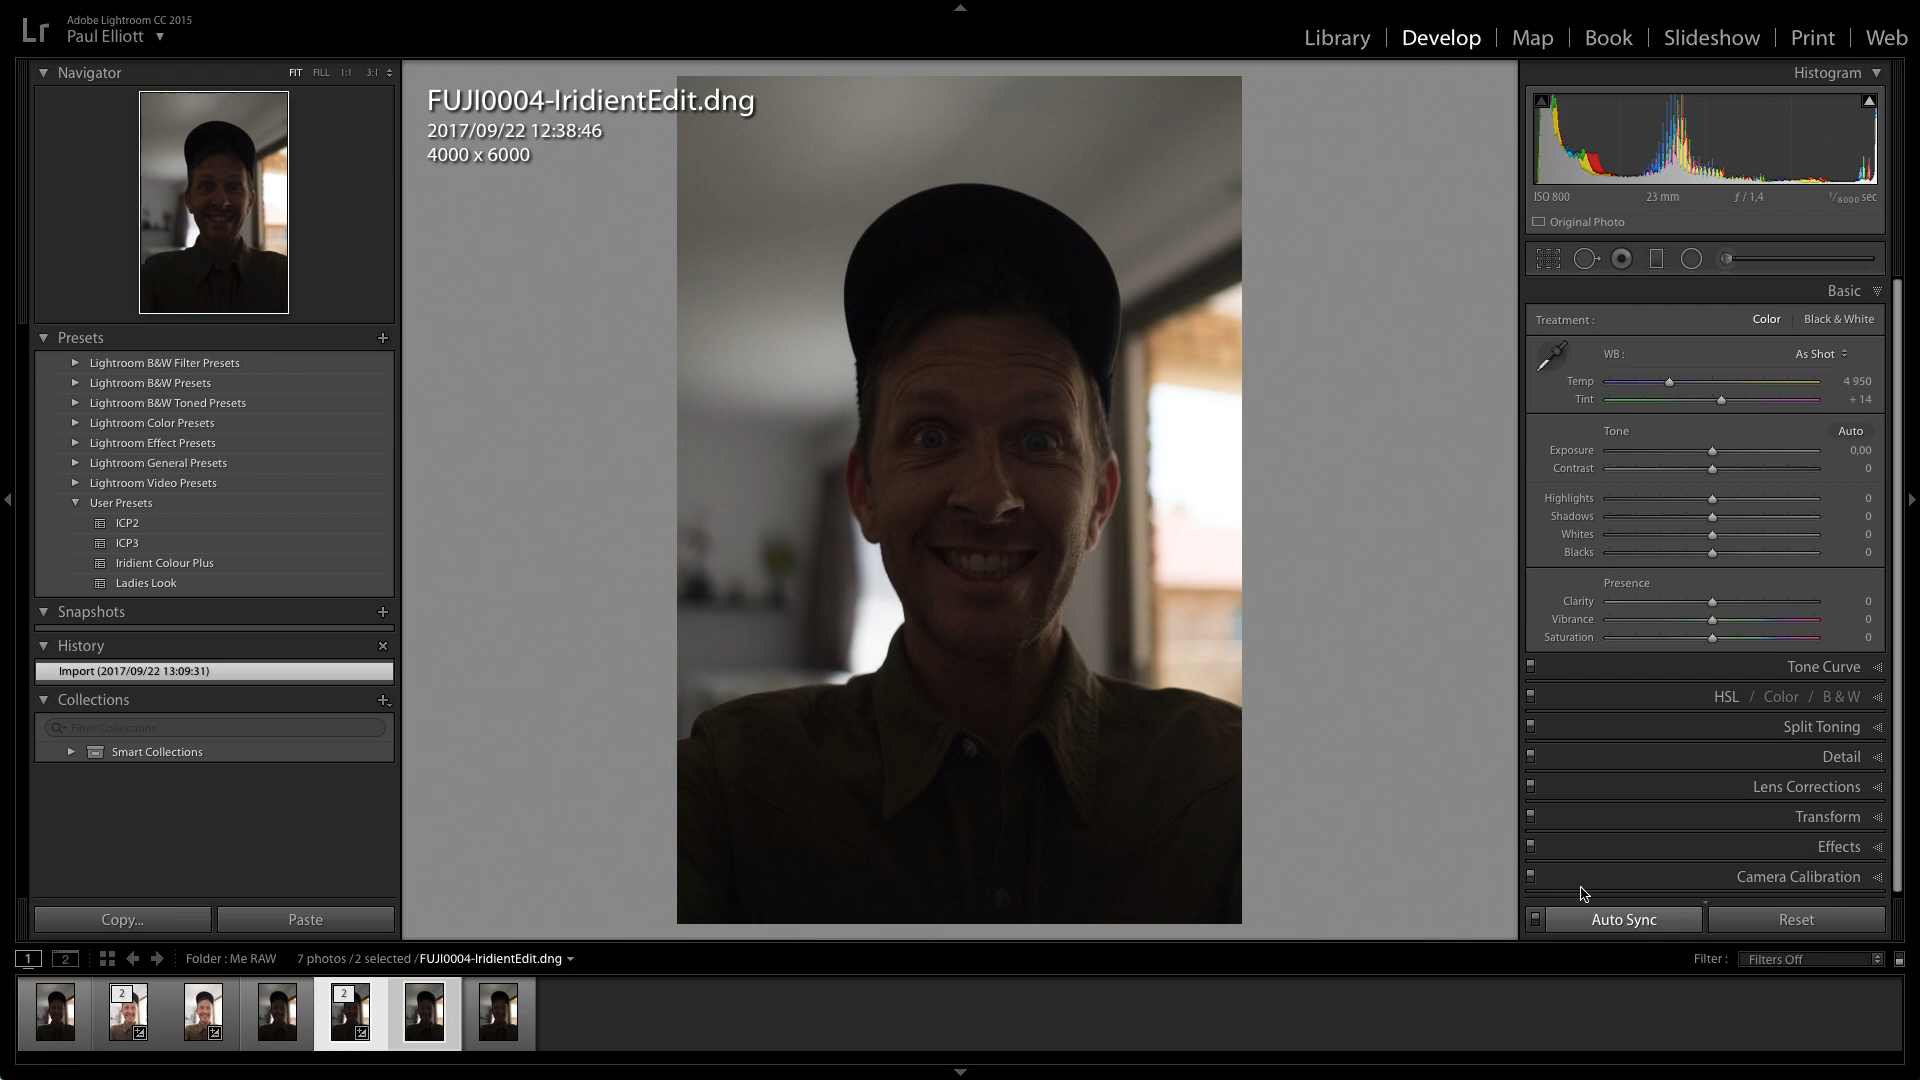 Lr
Adobe Lightroom CC 2015
Paul Elliott
Library
Develop
Map
Book
Slideshow
Print
Web
Navigator
FIT FILL 1:1 3:1
Presets
Lightroom B&W Filter Presets
Lightroom B&W Presets
Lightroom B&W Toned Presets
Lightroom Color Presets
Lightroom Effect Presets
Lightroom General Presets
Lightroom Video Presets
User Presets
ICP2
ICP3
Iridient Colour Plus
Ladies Look
Snapshots
History
Import (2017/09/22 13:09:31)
Collections
Filter Collections
Smart Collections
Copy...
Paste
FUJI0004-IridientEdit.dng
2017/09/22 12:38:46
4000 x 6000
Histogram
ISO 800 23 mm ƒ / 1,4 1/8000 sec
Original Photo
Basic
Treatment : Color Black & White
WB : As Shot
Temp 4 950
Tint + 14
Tone Auto
Exposure 0,00
Contrast 0
Highlights 0
Shadows 0
Whites 0
Blacks 0
Presence
Clarity 0
Vibrance 0
Saturation 0
Tone Curve
HSL / Color / B & W
Split Toning
Detail
Lens Corrections
Transform
Effects
Camera Calibration
Auto Sync
Reset
1 2 Folder : Me RAW 7 photos / 2 selected / FUJI0004-IridientEdit.dng
Filter : Filters Off
2
2